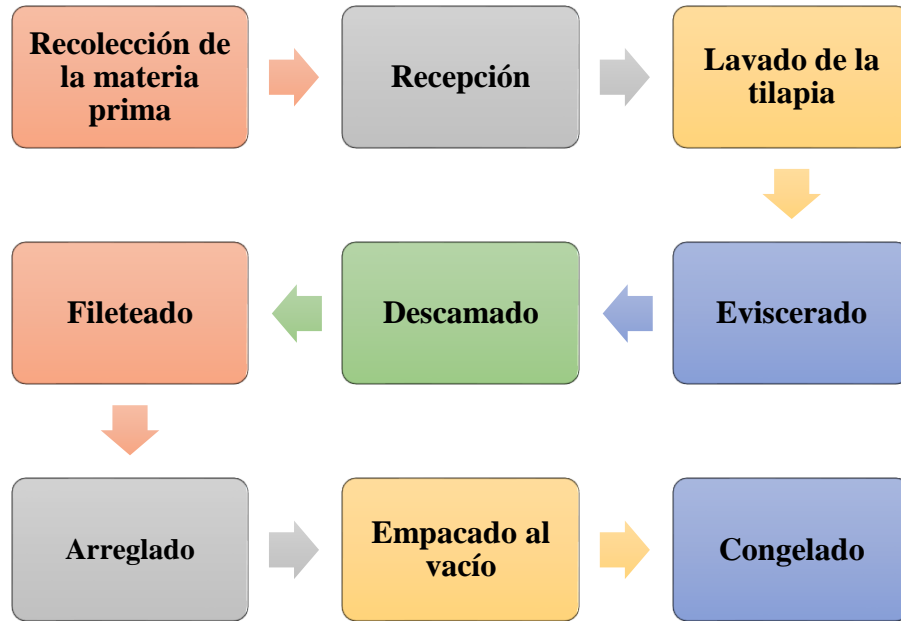 Recolección de
la materia
prima
Recepción
Lavado de la
tilapia
Eviscerado
Descamado
Fileteado
Arreglado
Empacado al
vacío
Congelado